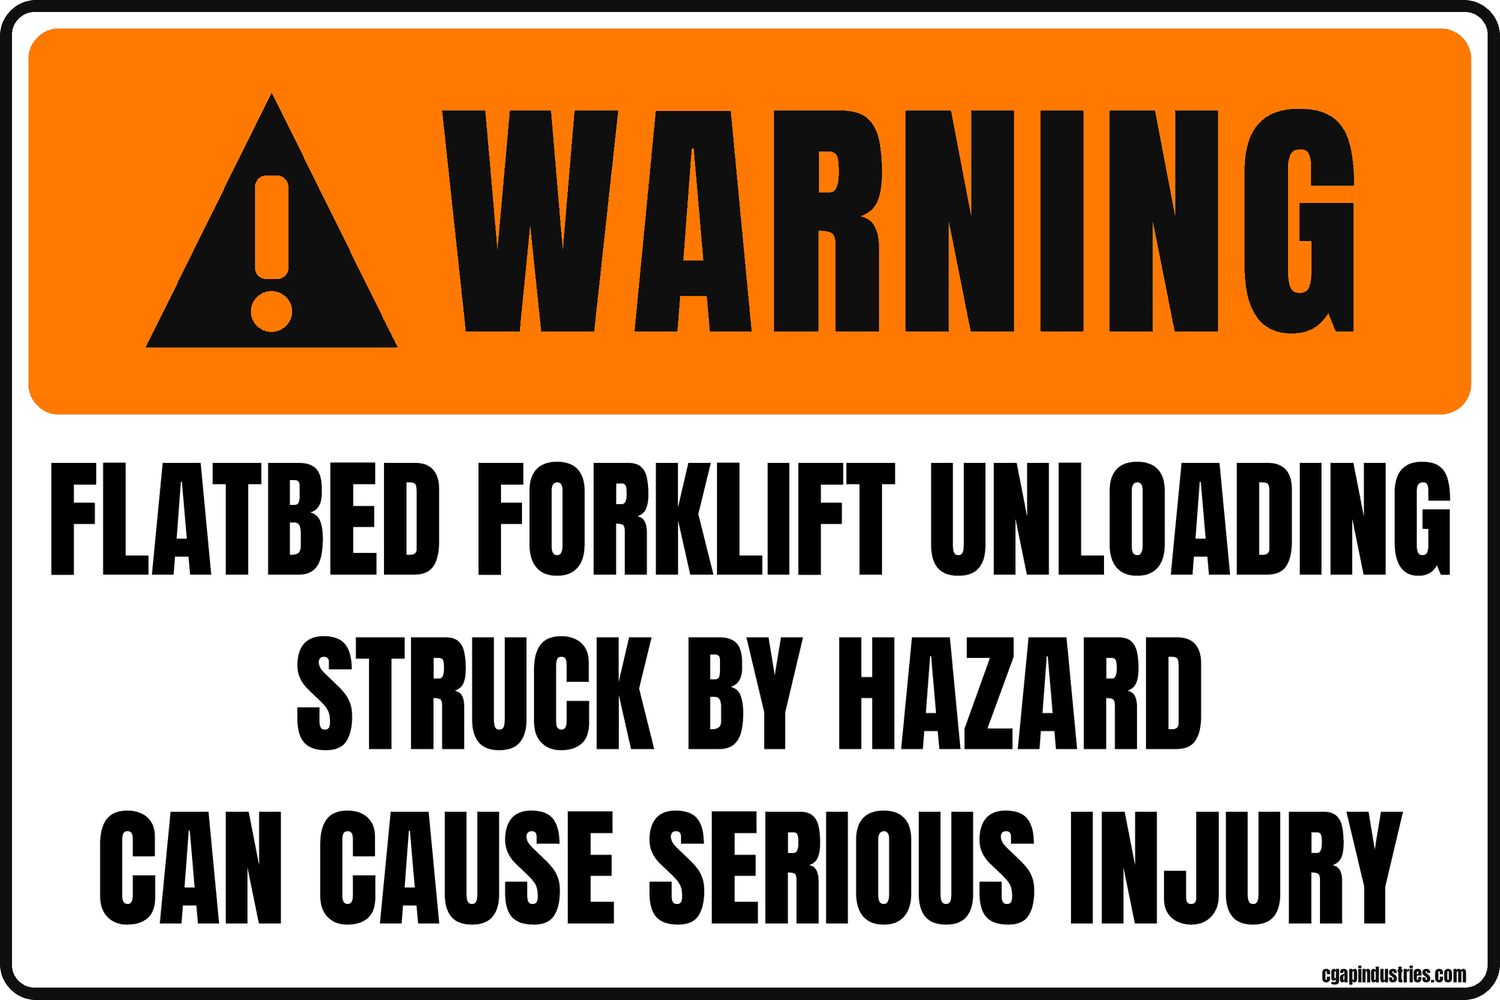 WARNING
FLATBED FORKLIFT UNLOADING
STRUCK BY HAZARD
CAN CAUSE SERIOUS INJURY
cgapindustries.com